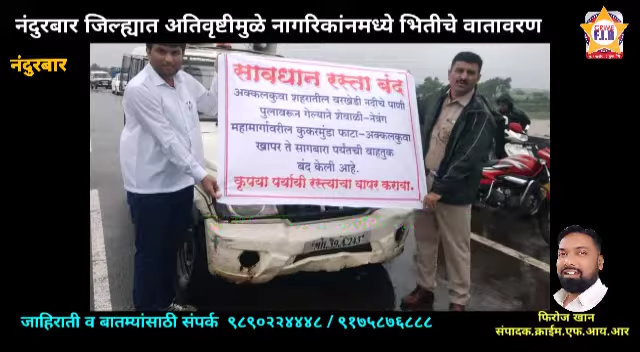 नंदुरबार जिल्ह्यात अतिवृष्टीमुळे नागरिकांनमध्ये भितीचे वातावरण
नंदुरबार
सावधान रस्ता बंद
अक्कलकुवा शहरातील वरखेडी नदीचे पाणी
पुलावरून गेल्याने शेवाळी-नेत्रंग
महामार्गावरील कुकरमुंडा फाटा-अक्कलकुवा
खापर ते सागबारा पर्यंतची वाहतुक
बंद केली आहे.
कृपया पर्यायी रस्त्याचा वापर करावा.
फिरोज खान
संपादक.क्राईम.एफ.आय.आर
जाहिराती व बातम्यांसाठी संपर्क ९८९०२२४४४८ / ९१७५८७६८८८